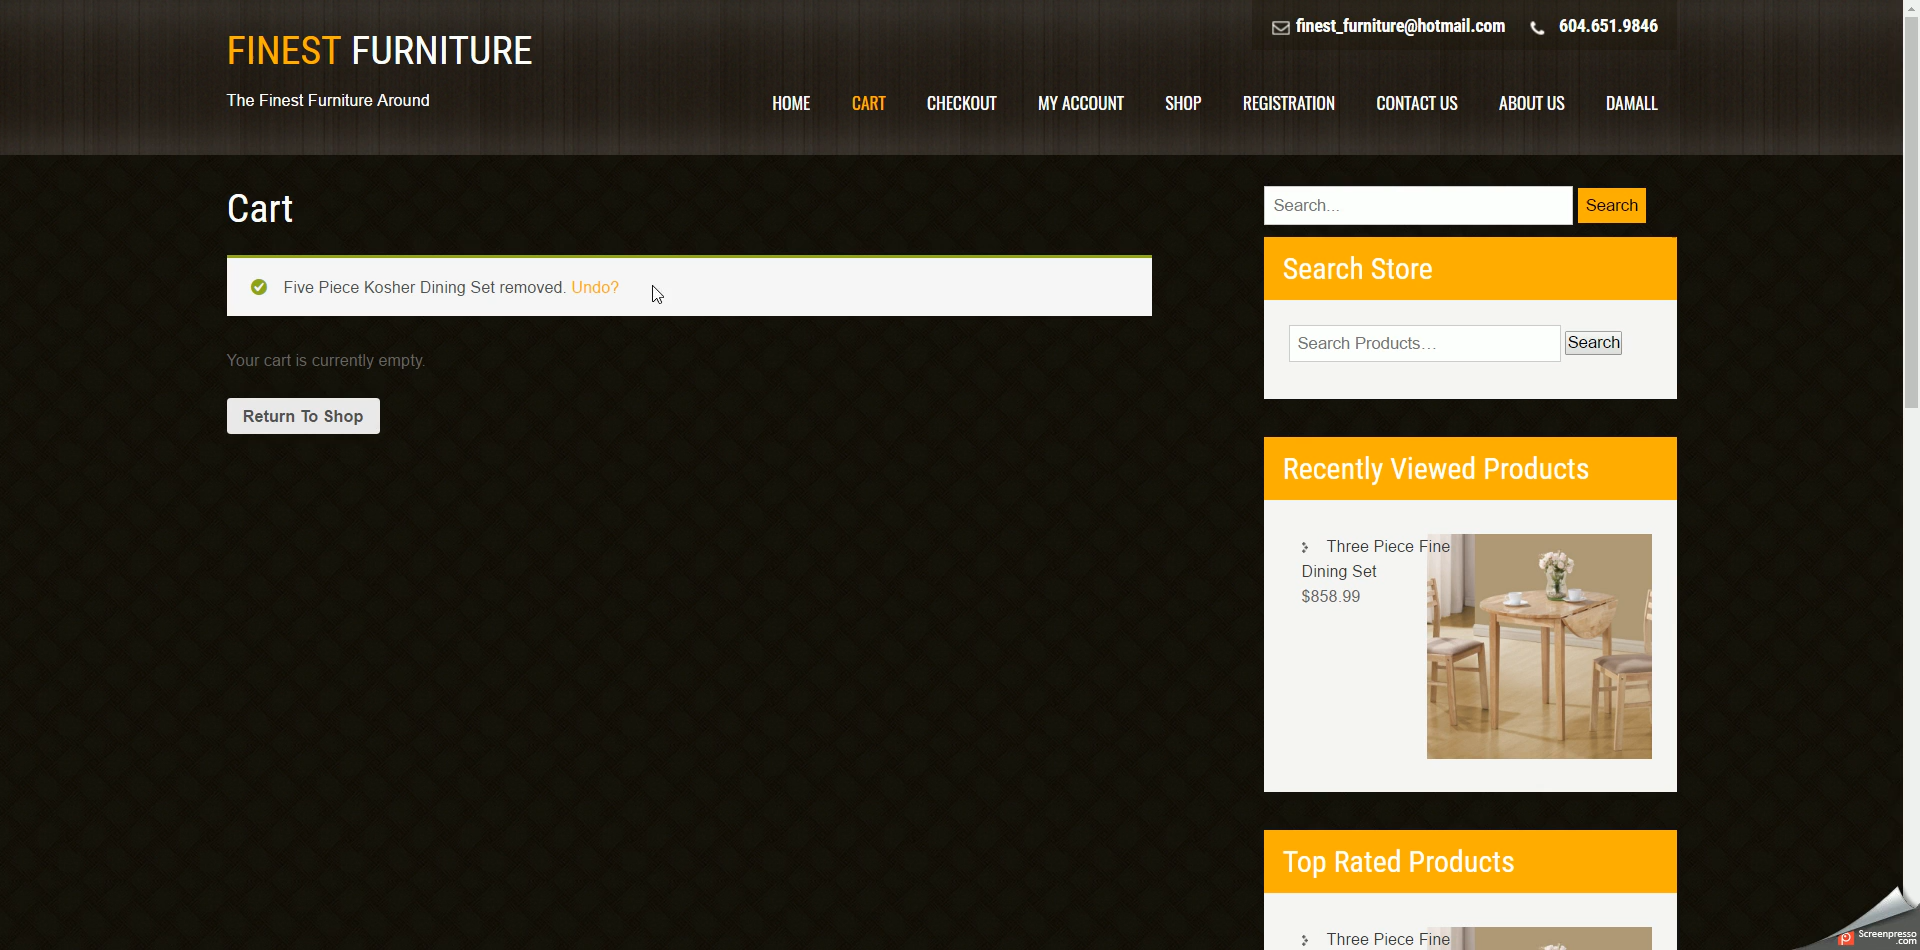 FINEST FURNITURE
The Finest Furniture Around
finest_furniture@hotmail.com 604.651.9846
HOME CART CHECKOUT MY ACCOUNT SHOP REGISTRATION CONTACT US ABOUT US DAMALL
Cart
Five Piece Kosher Dining Set removed. Undo?
Your cart is currently empty.
Return To Shop
Search... Search
Search Store
Search Products... Search
Recently Viewed Products
Three Piece Fine
Dining Set
$858.99
Top Rated Products
Three Piece Fine
Screenpresso
.com